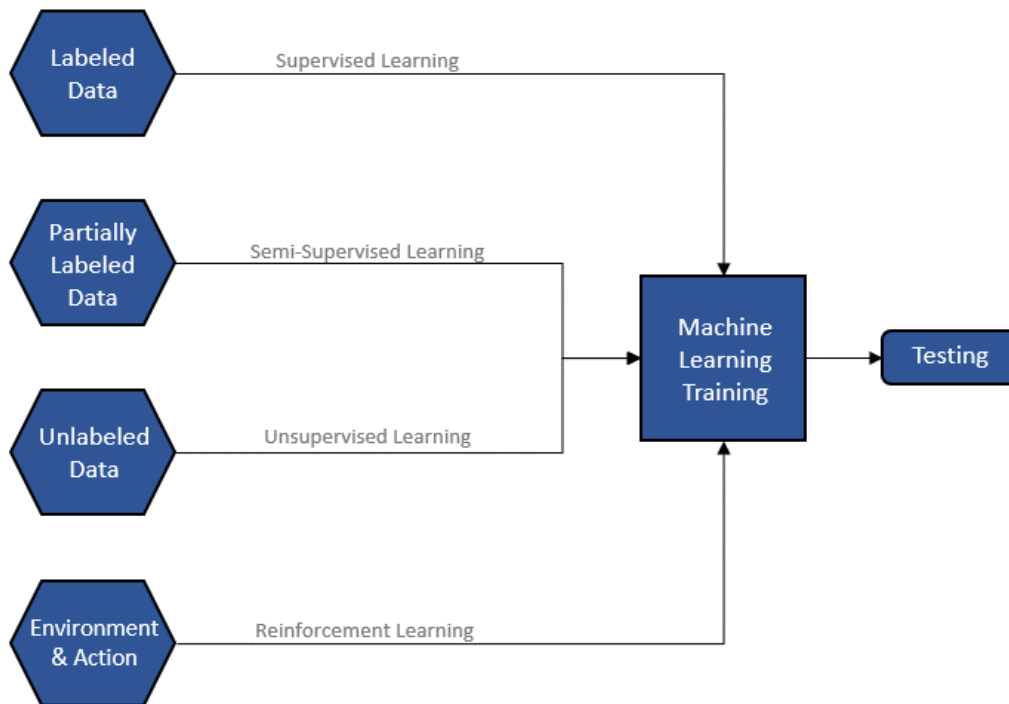 Labeled
Data
Supervised Learning
Partially
Labeled
Data
Semi-Supervised Learning
Machine
Learning
Training
Testing
Unlabeled
Data
Unsupervised Learning
Environment
& Action
Reinforcement Learning